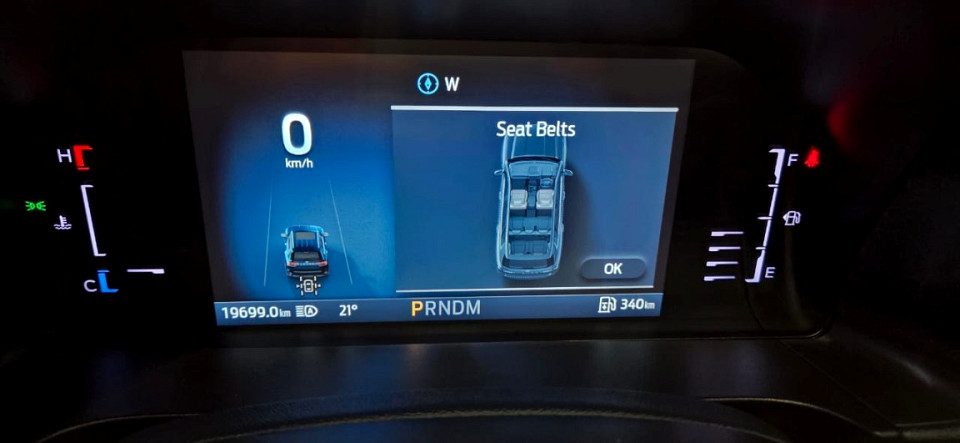 W
0
km/h
Seat Belts
H
F
C
E
OK
19699.0km
A
21°
PRNDM
340km